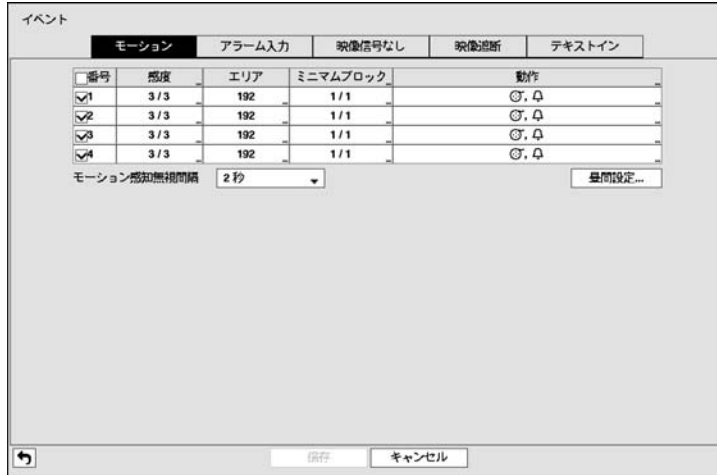 イベント
モーション アラーム入力 映像信号なし 映像遮断 テキストイン
番号 感度 エリア ミニマムブロック 動作
1 3 / 3 192 1 / 1
2 3 / 3 192 1 / 1
3 3 / 3 192 1 / 1
4 3 / 3 192 1 / 1
モーション感知無視間隔 2 秒 昼間設定...
保存 キャンセル